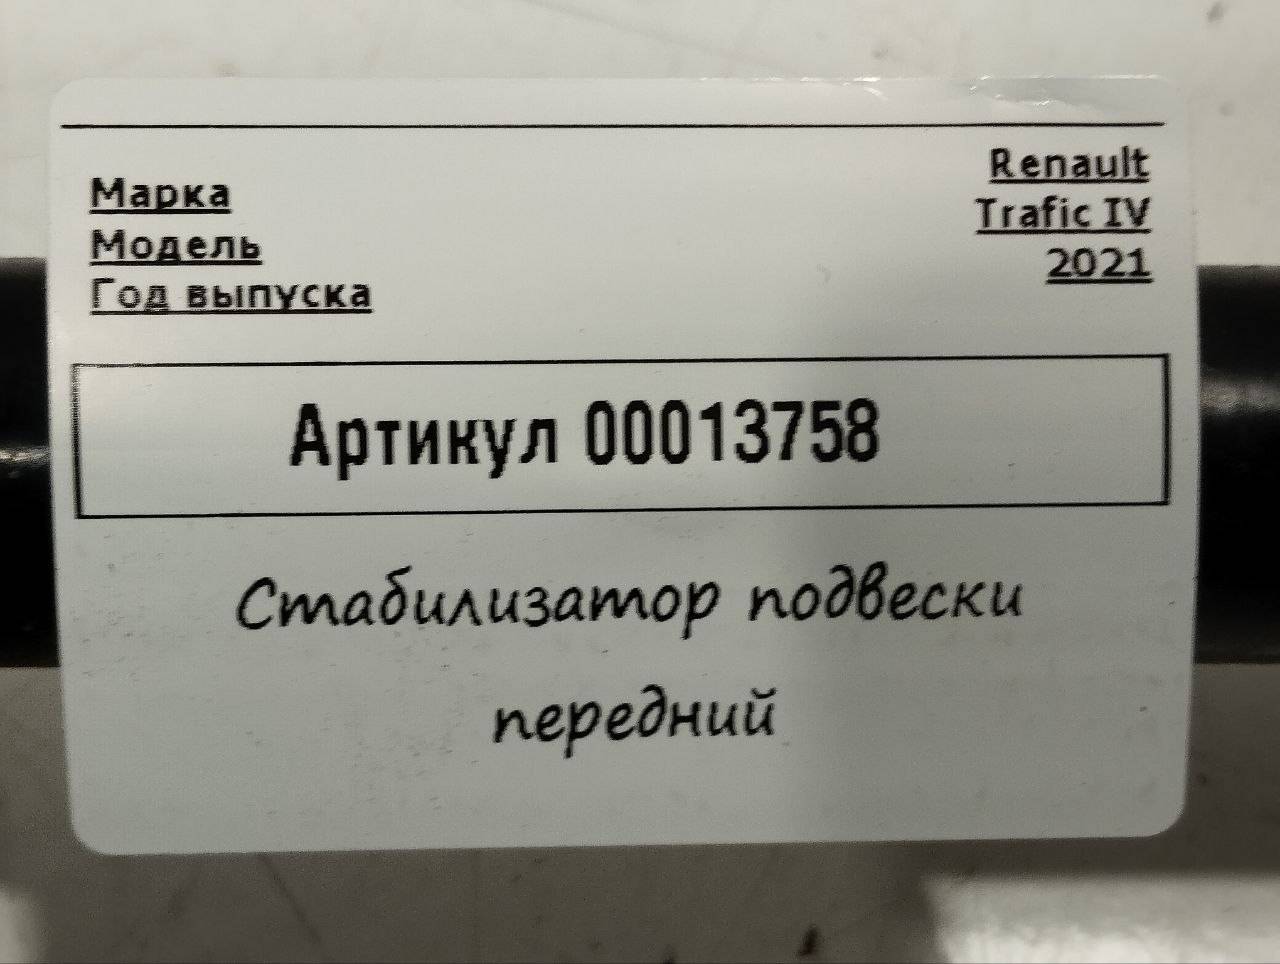 Марка Renault
Модель Trafic IV
Год выпуска 2021
Артикул 00013758
Стабилизатор подвески
передний